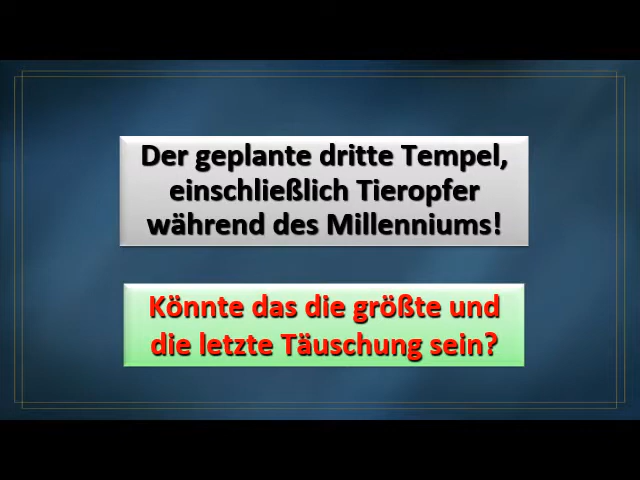 Der geplante dritte Tempel,
einschließlich Tieropfer
während des Millenniums!
Könnte das die größte und
die letzte Täuschung sein?